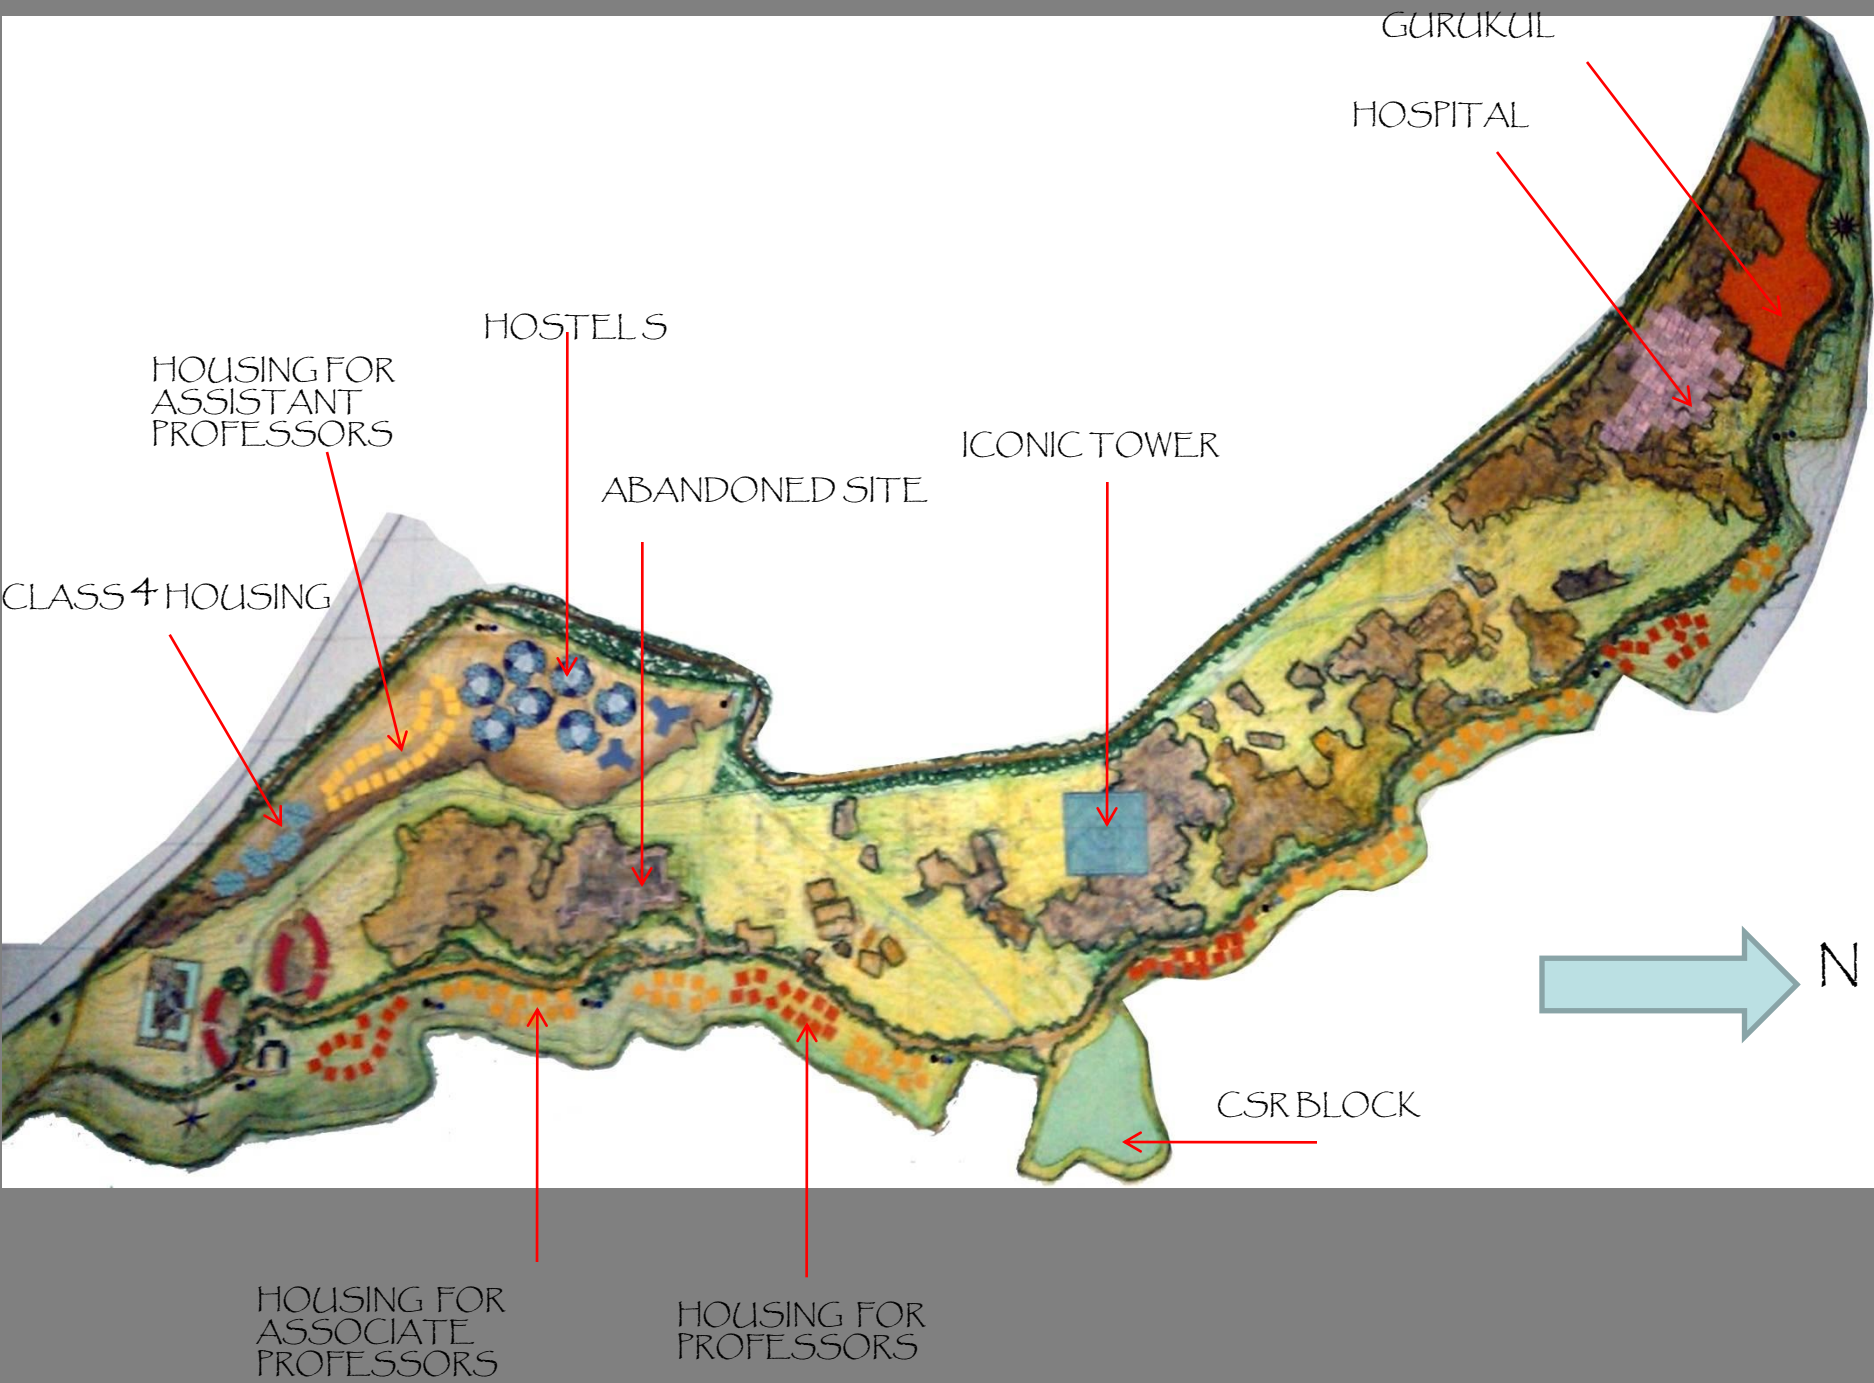 GURUKUL
HOSPITAL
HOSTELS
HOUSING FOR
ASSISTANT
PROFESSORS
ICONIC TOWER
ABANDONED SITE
CLASS 4 HOUSING
N
CSR BLOCK
HOUSING FOR
ASSOCIATE
PROFESSORS
HOUSING FOR
PROFESSORS